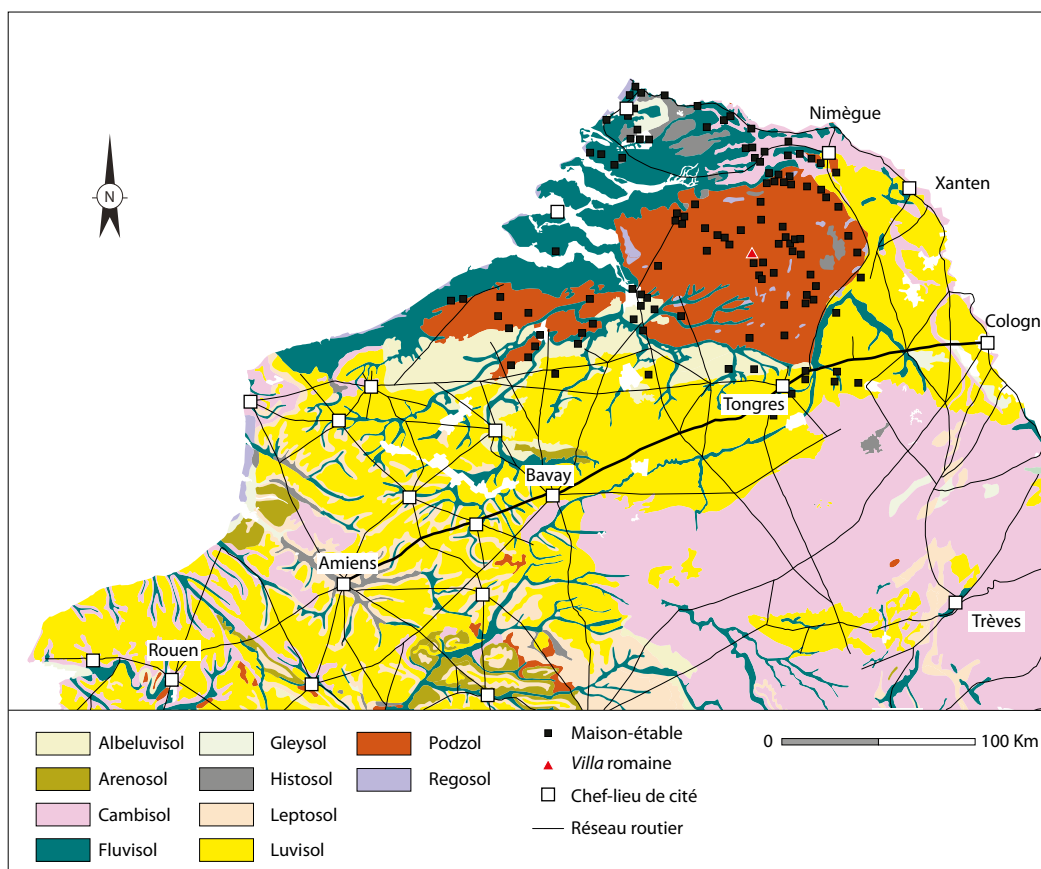 N
Nimègue
Xanten
Cologn
Tongres
Bavay
Amiens
Trèves
Rouen
Albeluvisol
Arenosol
Cambisol
Fluvisol
Gleysol
Histosol
Leptosol
Luvisol
Podzol
Regosol
Maison-étable
Villa romaine
Chef-lieu de cité
Réseau routier
0 100 Km